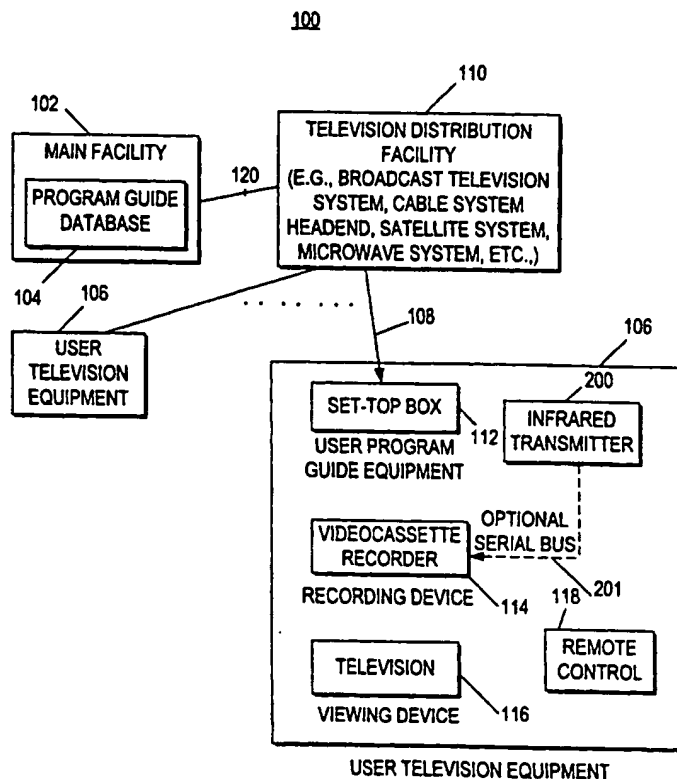 100
110
102
MAIN FACILITY
PROGRAM GUIDE
DATABASE
104
120
TELEVISION DISTRIBUTION
FACILITY
(E.G., BROADCAST TELEVISION
SYSTEM, CABLE SYSTEM
HEADEND, SATELLITE SYSTEM,
MICROWAVE SYSTEM, ETC.,)
106
USER
TELEVISION
EQUIPMENT
108
106
200
SET-TOP BOX
112
USER PROGRAM
GUIDE EQUIPMENT
INFRARED
TRANSMITTER
OPTIONAL
SERIAL BUS
VIDEOCASSETTE
RECORDER
RECORDING DEVICE
114
201
118
REMOTE
CONTROL
TELEVISION
VIEWING DEVICE
116
USER TELEVISION EQUIPMENT